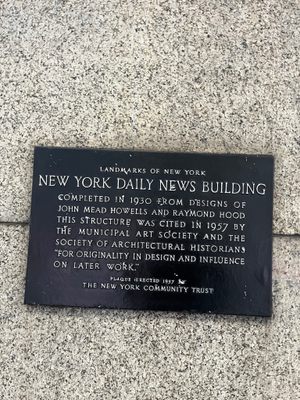 LANDMARKS OF NEW YORK
NEW YORK DAILY NEWS BUILDING
COMPLETED IN 1930 FROM DESIGNS OF
JOHN MEAD HOWELLS AND RAYMOND HOOD
THIS STRUCTURE WAS CITED IN 1957 BY
THE MUNICIPAL ART SOCIETY AND THE
SOCIETY OF ARCHITECTURAL HISTORIANS
"FOR ORIGINALITY IN DESIGN AND INFLUENCE
ON LATER WORK."
PLAQUE ERECTED 1957 BY
THE NEW YORK COMMUNITY TRUST